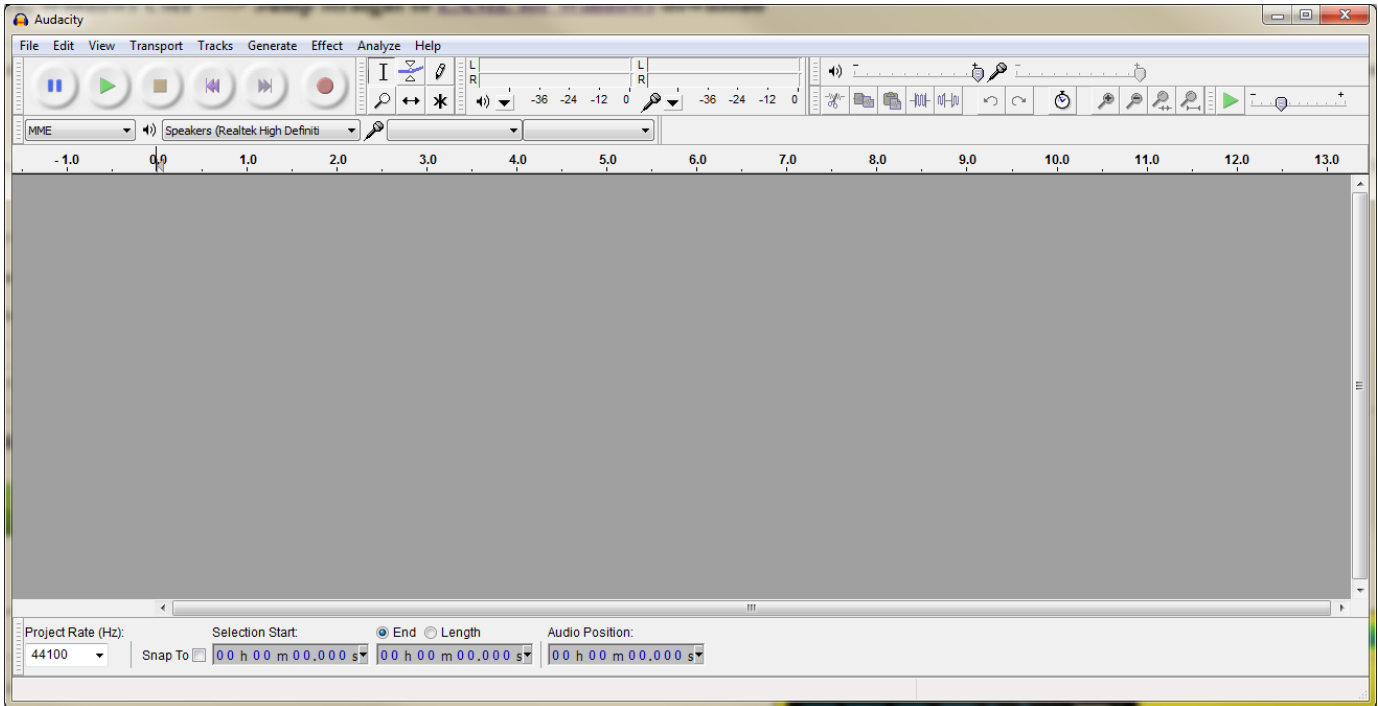 Audacity
File Edit View Transport Tracks Generate Effect Analyze Help
L R -36 -24 -12 0 L R -36 -24 -12 0
MME Speakers (Realtek High Definiti
- 1.0 0.0 1.0 2.0 3.0 4.0 5.0 6.0 7.0 8.0 9.0 10.0 11.0 12.0 13.0
Project Rate (Hz): Selection Start: End Length Audio Position:
44100 Snap To 00 h 00 m 00.000 s 00 h 00 m 00.000 s 00 h 00 m 00.000 s